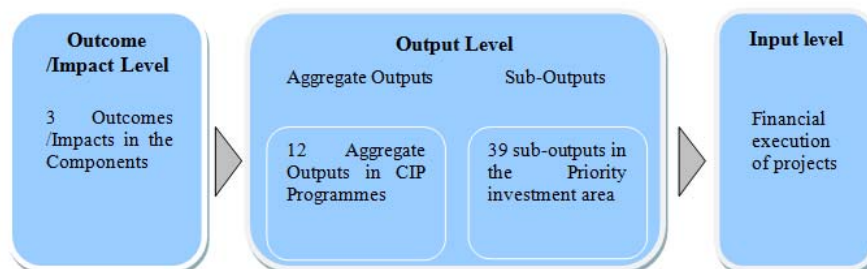 Outcome
/Impact Level
3 Outcomes
/Impacts in the
Components
Output Level
Aggregate Outputs
Sub-Outputs
12 Aggregate
Outputs in CIP
Programmes
39 sub-outputs in
the Priority
investment area
Input level
Financial
execution
of projects